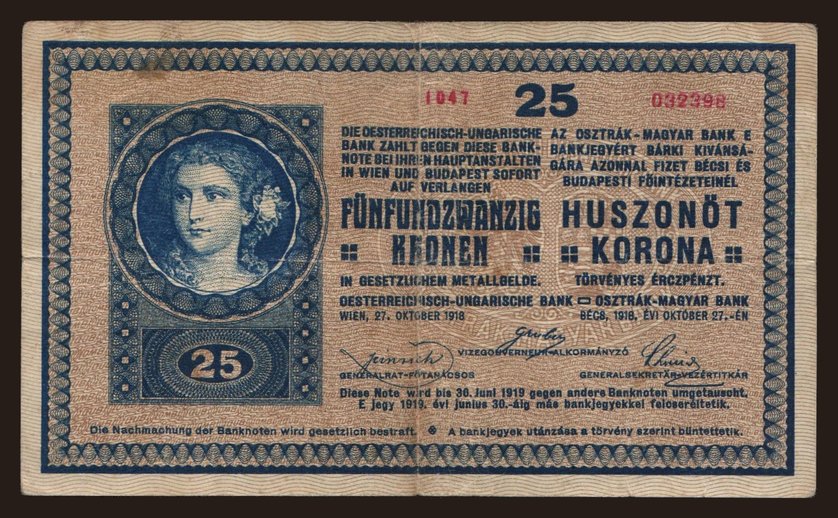 1047 25 032398
DIE OESTERREICHISCH-UNGARISCHE
BANK ZAHLT GEGEN DIESE BANK-
NOTE BEI IHREN HAUPTANSTALTEN
IN WIEN UND BUDAPEST SOFORT
AUF VERLANGEN
FÜNFUNDZWANZIG
KRONEN
IN GESETZLICHEM METALLGELDE.
OESTERREICHISCH-UNGARISCHE BANK
WIEN, 27. OKTOBER 1918
AZ OSZTRÁK-MAGYAR BANK E
BANKJEGYÉRT BÁRKI KIVÁNSÁ-
GÁRA AZONNAL FIZET BÉCSI ÉS
BUDAPESTI FŐINTÉZETEINÉL
HUSZONÖT
KORONA
TÖRVÉNYES ÉRCZPÉNZT.
OSZTRÁK-MAGYAR BANK
BÉCS, 1918, ÉVI OKTÓBER 27.-ÉN
VIZEGOUVERNEUR-ALKORMÁNYZÓ
GENERALRAT-FŐTANÁCSOS
GENERALSEKRETÄR-VEZÉRTITKÁR
25
Diese Note wird bis 30. Juni 1919 gegen andere Banknoten umgetauscht.
E jegy 1919. évi junius 30.-áig más bankjegyekkel felcseréltetik.
Die Nachmachung der Banknoten wird gesetzlich bestraft. A bankjegyek utánzása a törvény szerint büntettetik.